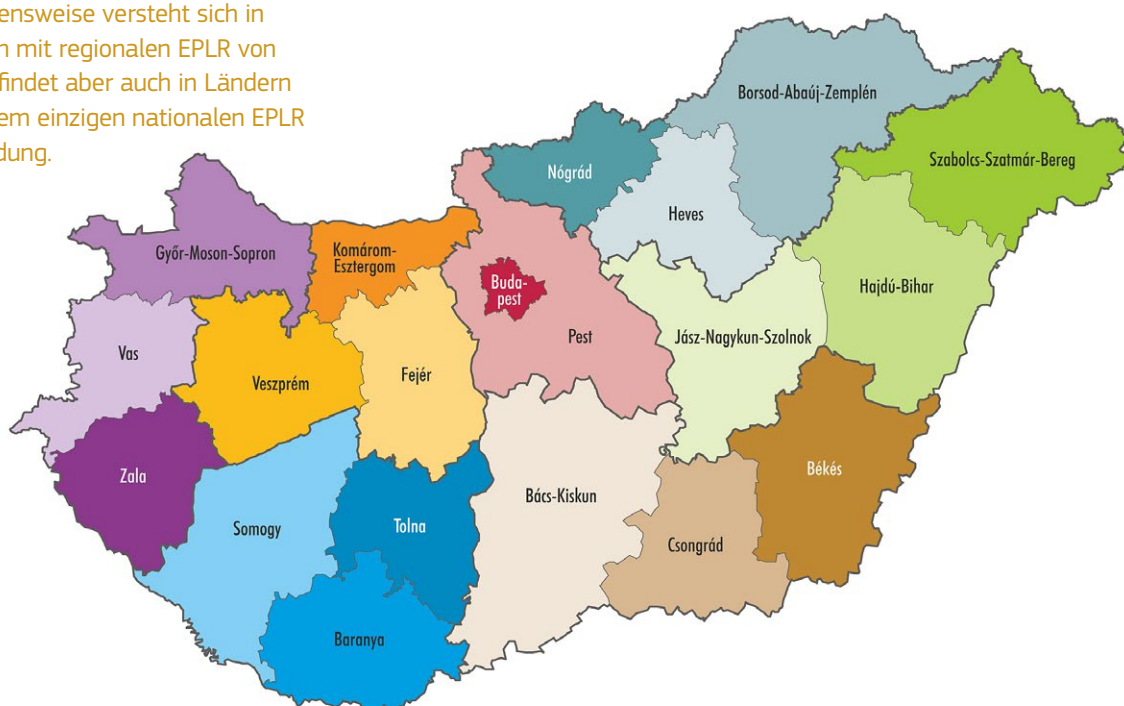 ensweise versteht sich in
mit regionalen EPLR von
findet aber auch in Ländern
em einzigen nationalen EPLR
dung.
Borsod-Abaúj-Zemplén
Szabolcs-Szatmár-Bereg
Nógrád
Heves
Győr-Moson-Sopron
Komárom-
Esztergom
Buda-
pest
Hajdú-Bihar
Pest
Jász-Nagykun-Szolnok
Vas
Veszprém
Fejér
Zala
Békés
Bács-Kiskun
Somogy
Tolna
Csongrád
Baranya